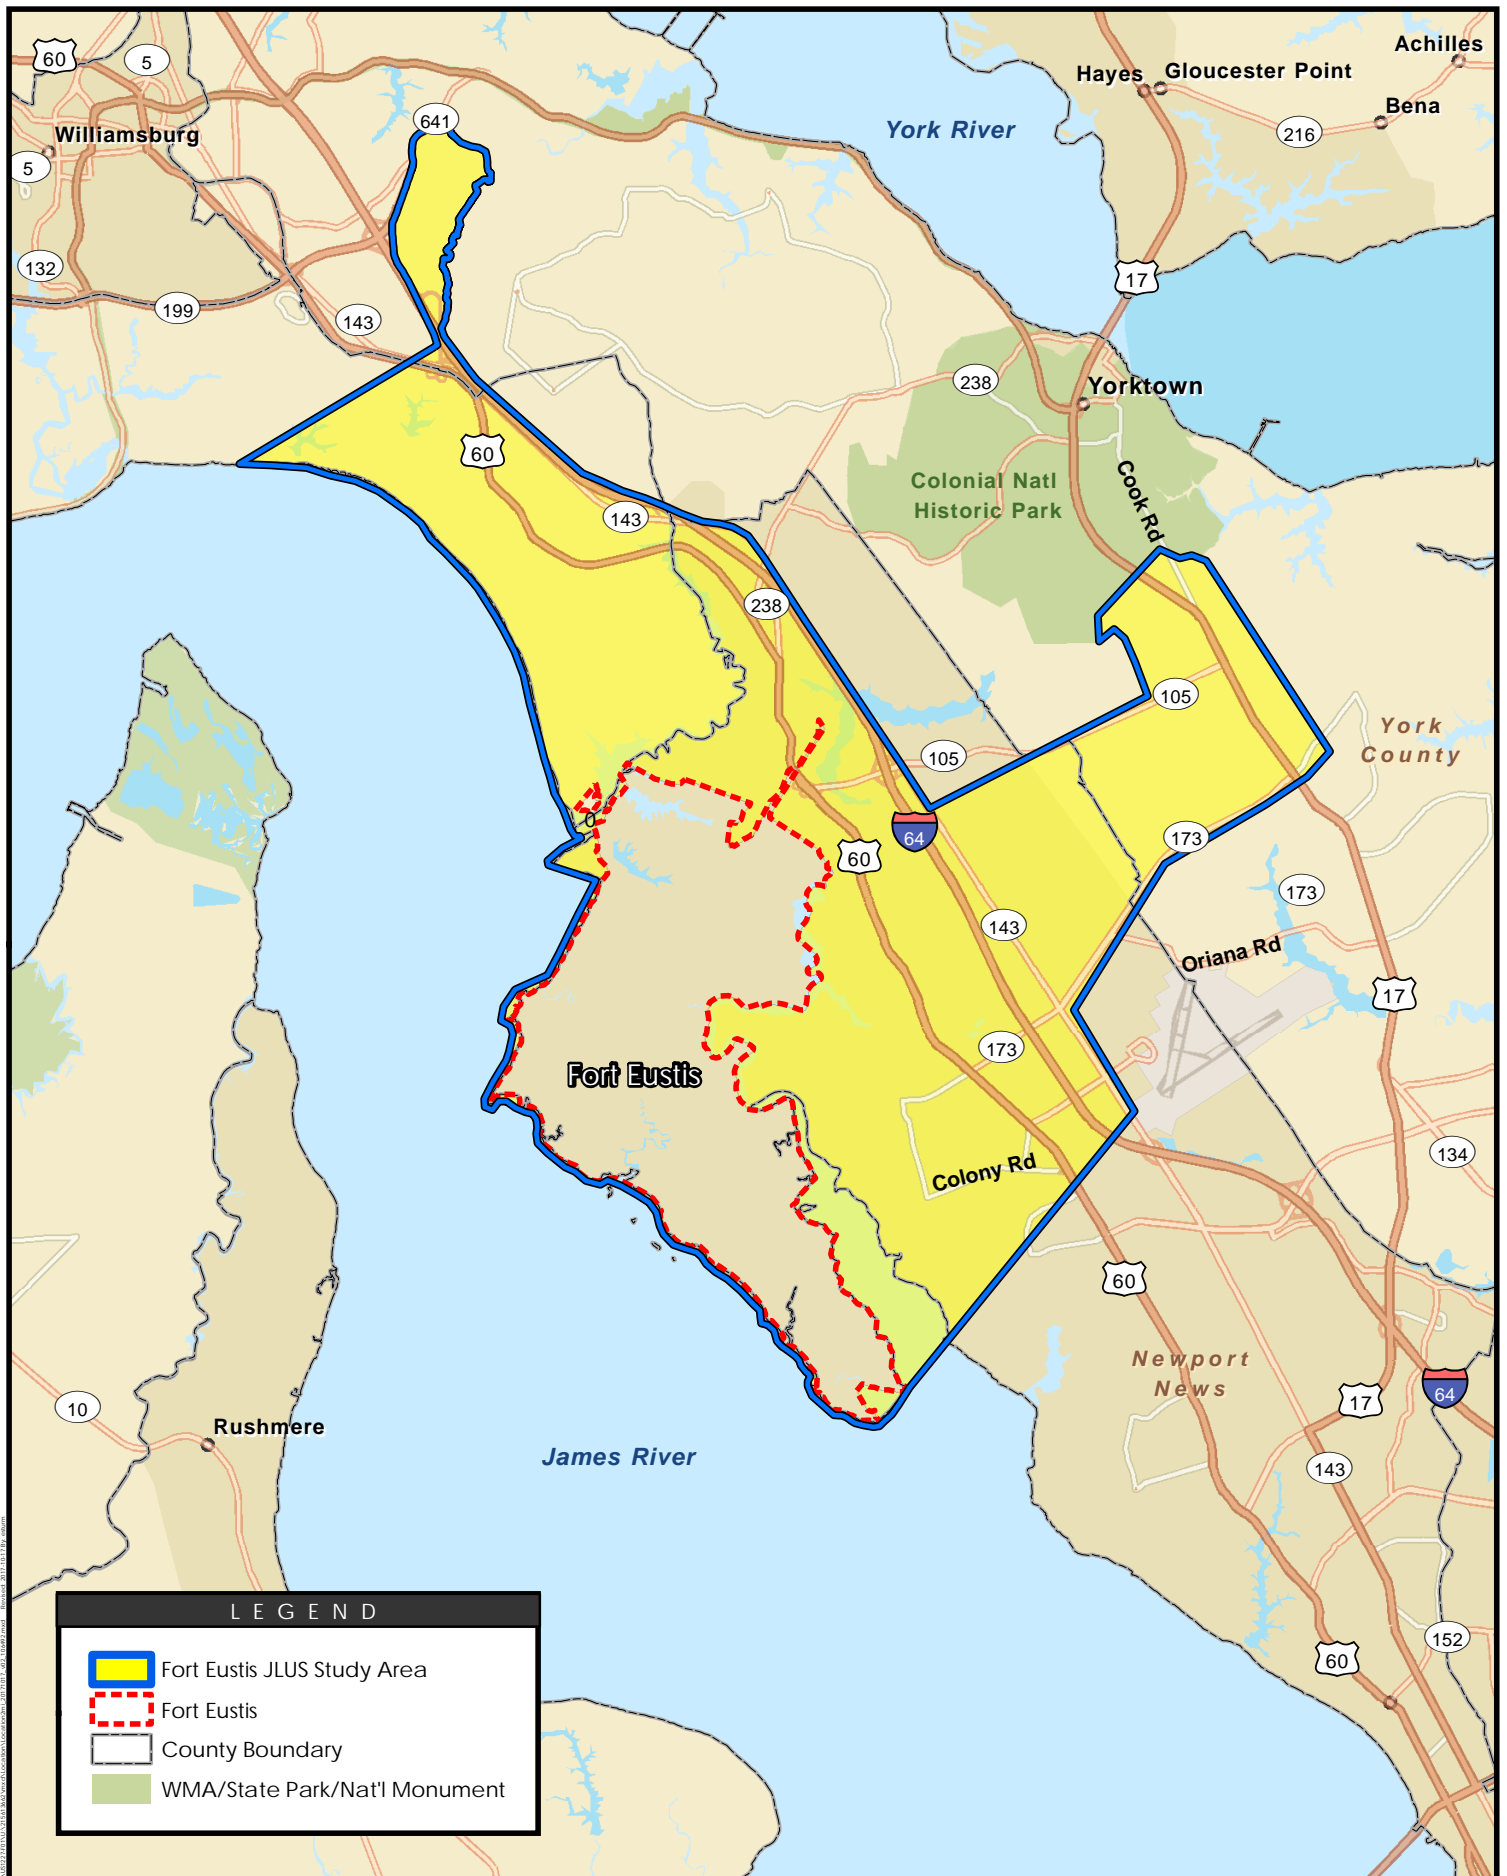 60
5
Achilles
Hayes
Gloucester Point
Bena
216
641
York River
Williamsburg
5
132
199
143
17
238
Yorktown
60
Colonial Natl
Historic Park
Cook Rd
143
238
105
105
York
County
64
60
173
173
143
Oriana Rd
17
173
Fort Eustis
Colony Rd
134
60
Newport
News
64
17
10
Rushmere
James River
143
152
60
0
LEGEND
Fort Eustis JLUS Study Area
Fort Eustis
County Boundary
WMA/State Park/Nat'l Monument